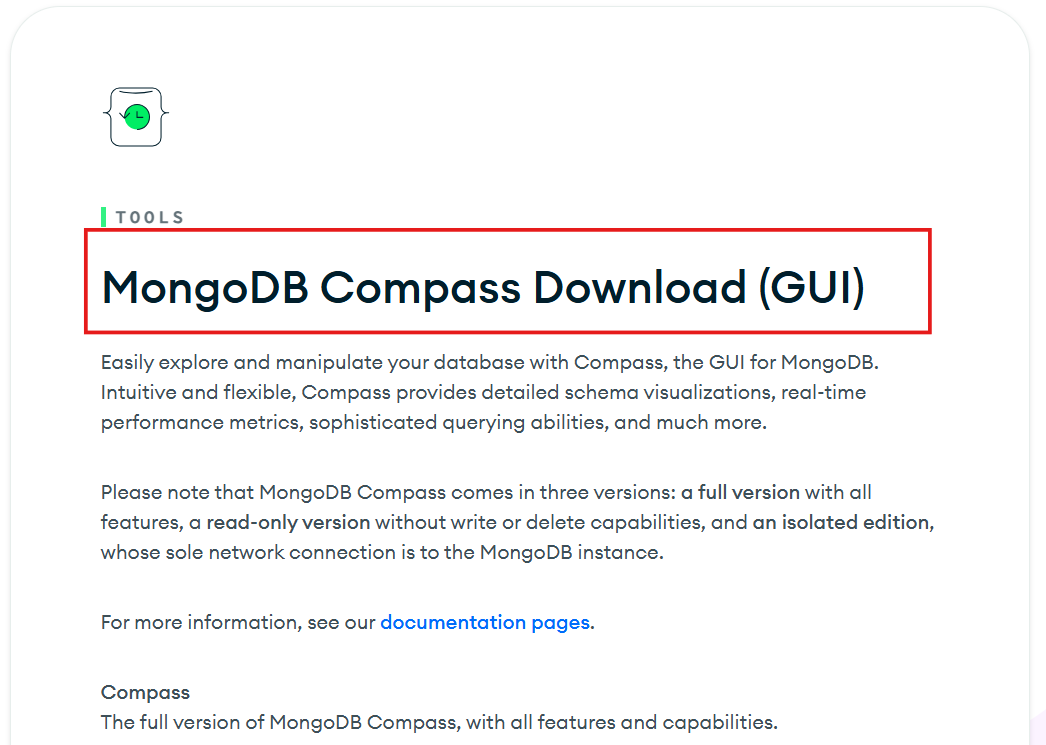 TOOLS
MongoDB Compass Download (GUI)
Easily explore and manipulate your database with Compass, the GUI for MongoDB.
Intuitive and flexible, Compass provides detailed schema visualizations, real-time
performance metrics, sophisticated querying abilities, and much more.
Please note that MongoDB Compass comes in three versions: a full version with all
features, a read-only version without write or delete capabilities, and an isolated edition,
whose sole network connection is to the MongoDB instance.
For more information, see our documentation pages.
Compass
The full version of MongoDB Compass, with all features and capabilities.